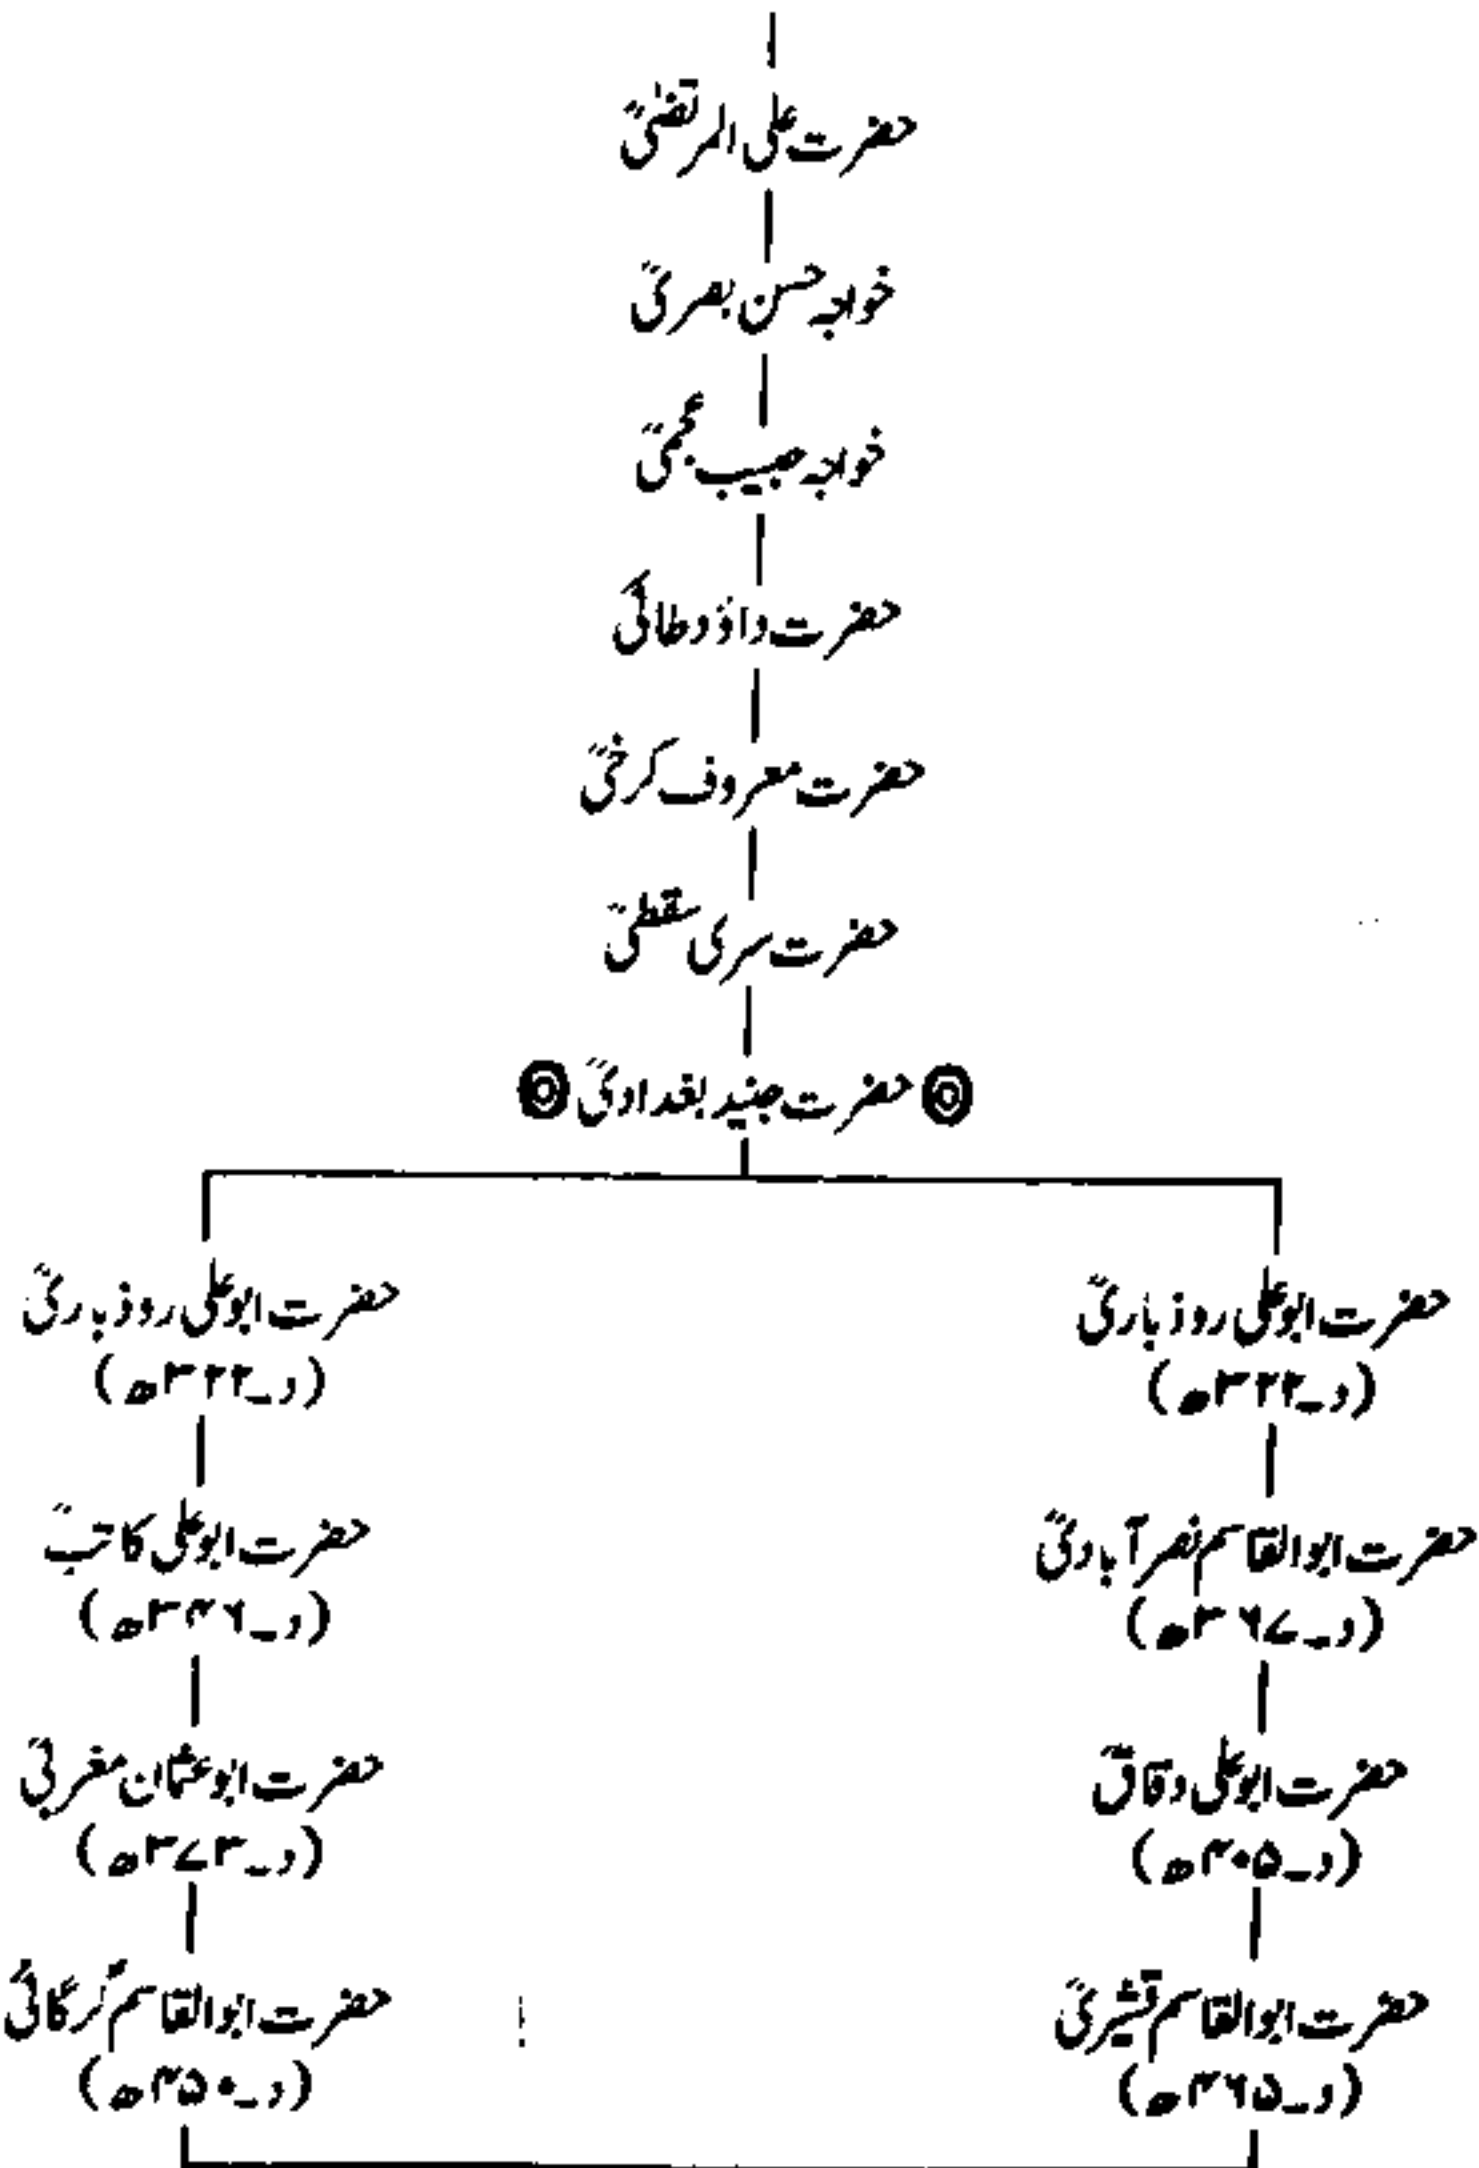 حضرت علی المرتضیٰؓ
خواجہ حسن بصریؒ
خواجہ حبیب عجمیؒ
حضرت داؤد طائیؒ
حضرت معروف کرخیؒ
حضرت سری سقطیؒ
حضرت جنید بغدادیؒ
حضرت ابوعلی روذباریؒ
(د۔۳۲۲ھ)
حضرت ابوالقاسم نصرآبادیؒ
(د۔۳۶۷ھ)
حضرت ابوعلی دقاقؒ
(د۔۴۰۵ھ)
حضرت ابوالقاسم قشیریؒ
(د۔۴۶۵ھ)
حضرت ابوعلی روذباریؒ
(د۔۳۲۲ھ)
حضرت ابوعلی کاتبؒ
(د۔۳۴۶ھ)
حضرت ابوعثمان مغربیؒ
(د۔۳۷۳ھ)
حضرت ابوالقاسم گرگانیؒ
(د۔۴۵۰ھ)